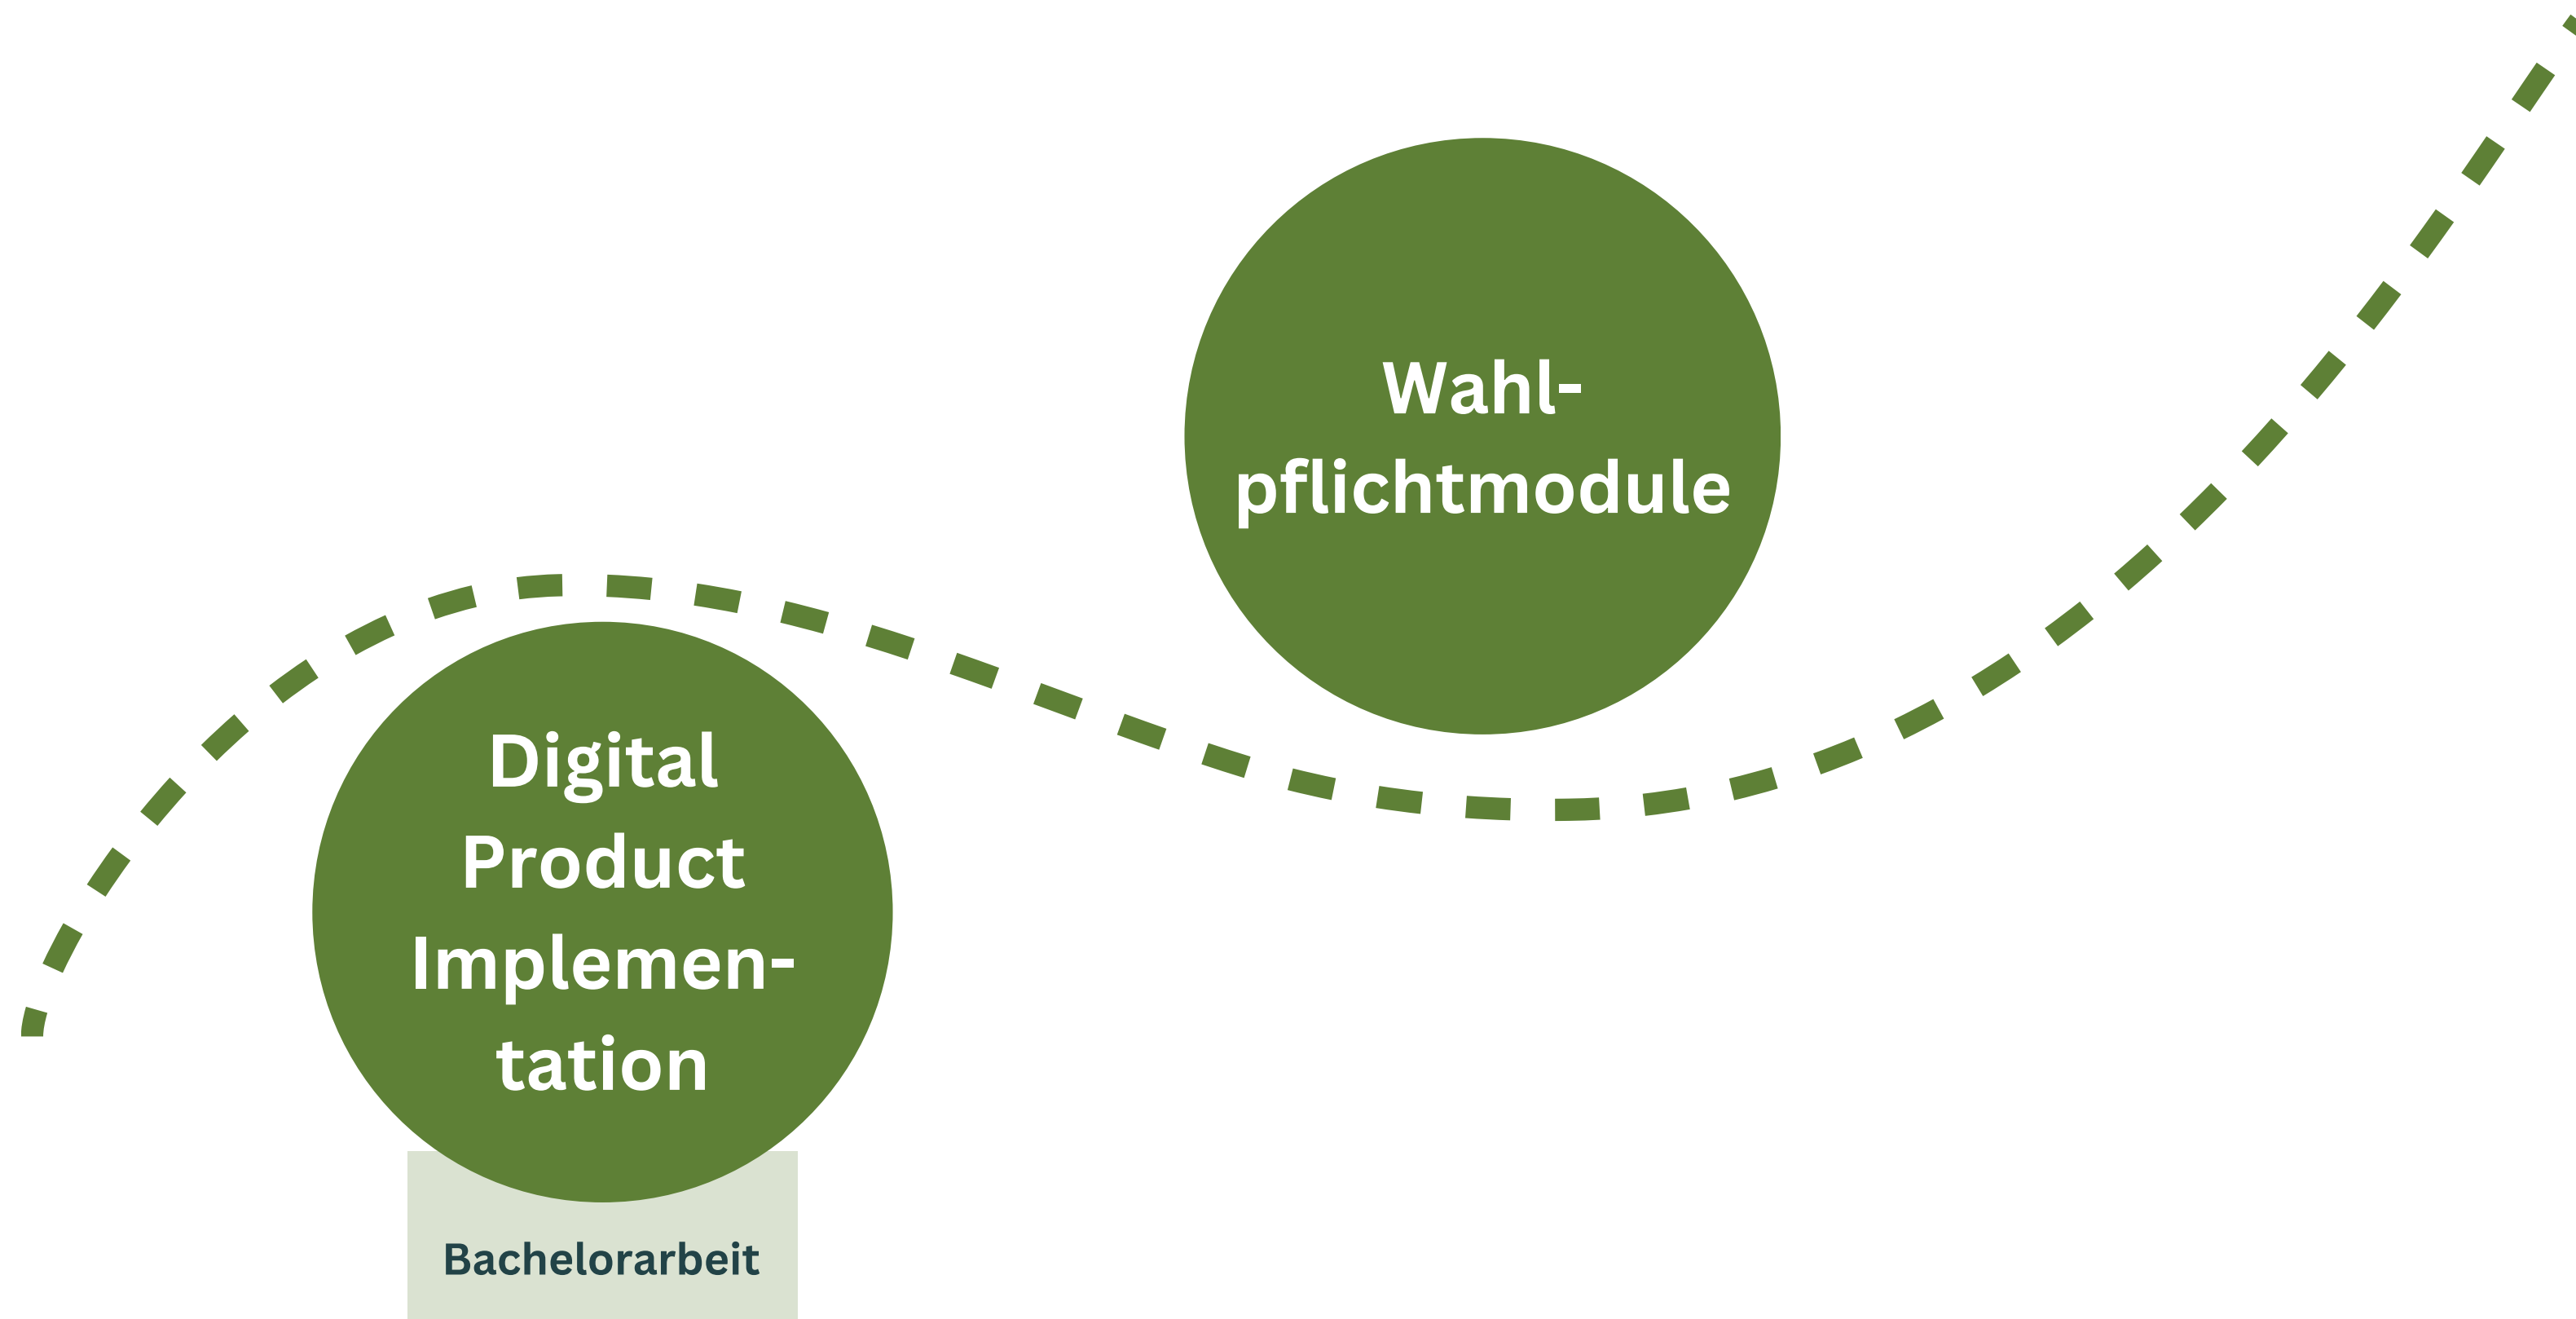 Digital
Product
Implemen-
tation
Bachelorarbeit
Wahl-
pflichtmodule